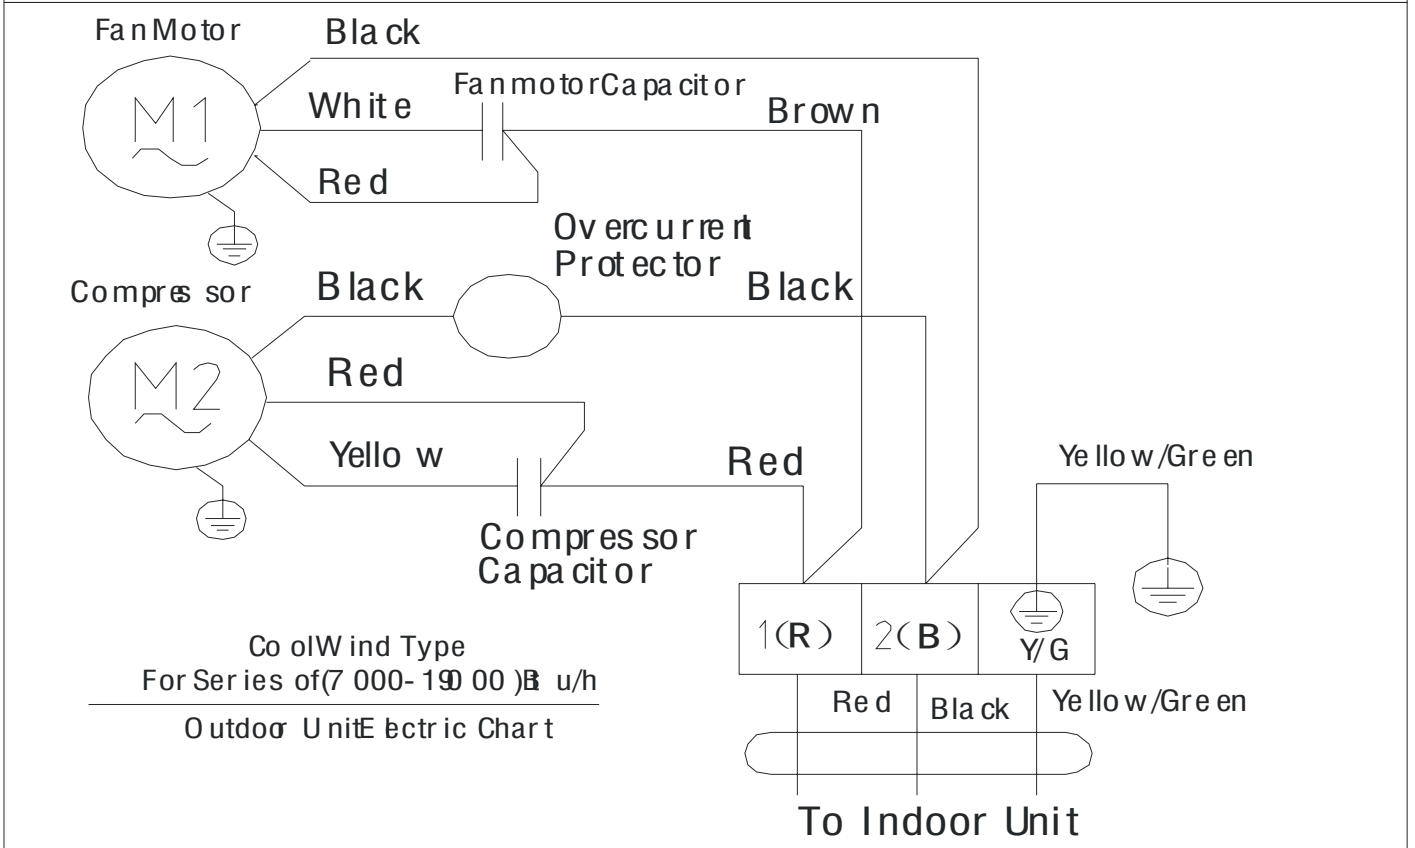 Fan Motor
Black
Fan motor Capacitor
White
Brown
M1
Red
Overcurrent
Protector
Compressor
Black
Black
M2
Red
Yellow
Red
Yellow/Green
Compressor
Capacitor
1(R)
2(B)
Y/G
Cool Wind Type
For Series of(7000-19000)Btu/h
Outdoor Unit Electric Chart
Red
Black
Yellow/Green
To Indoor Unit